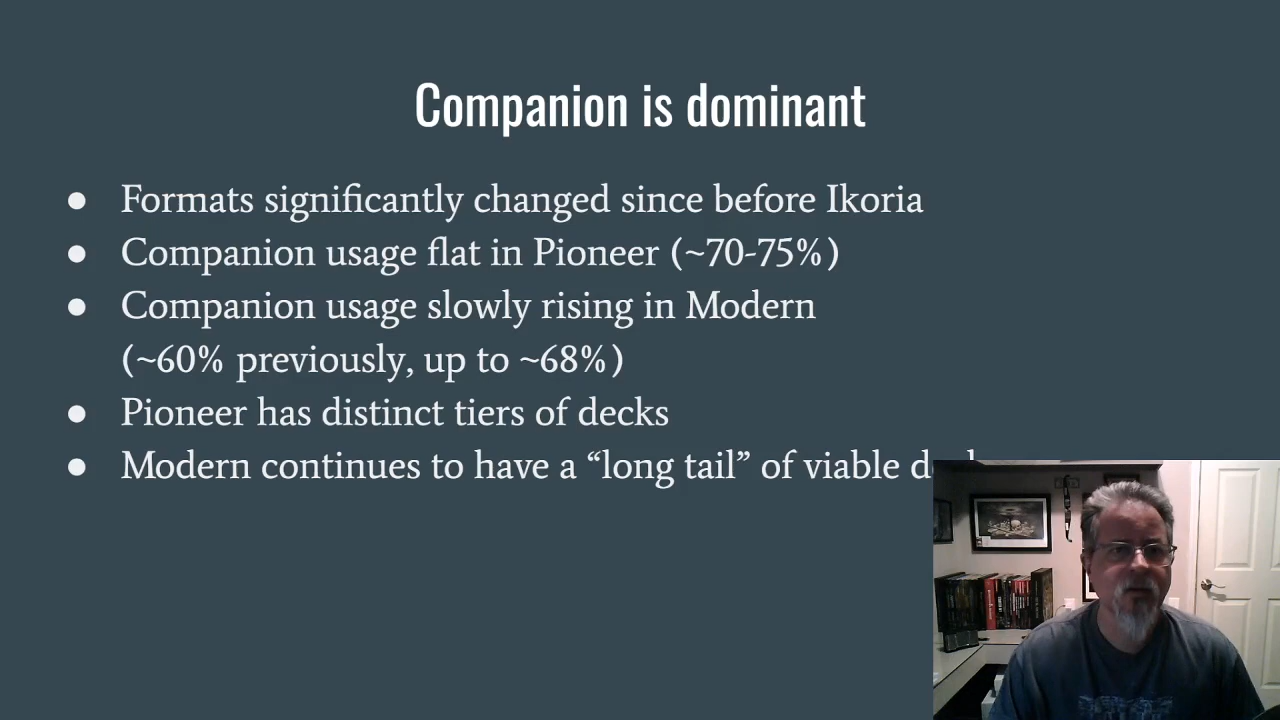 Companion is dominant
● Formats significantly changed since before Ikoria
● Companion usage flat in Pioneer (~70-75%)
● Companion usage slowly rising in Modern
(~60% previously, up to ~68%)
● Pioneer has distinct tiers of decks
● Modern continues to have a “long tail” of viable